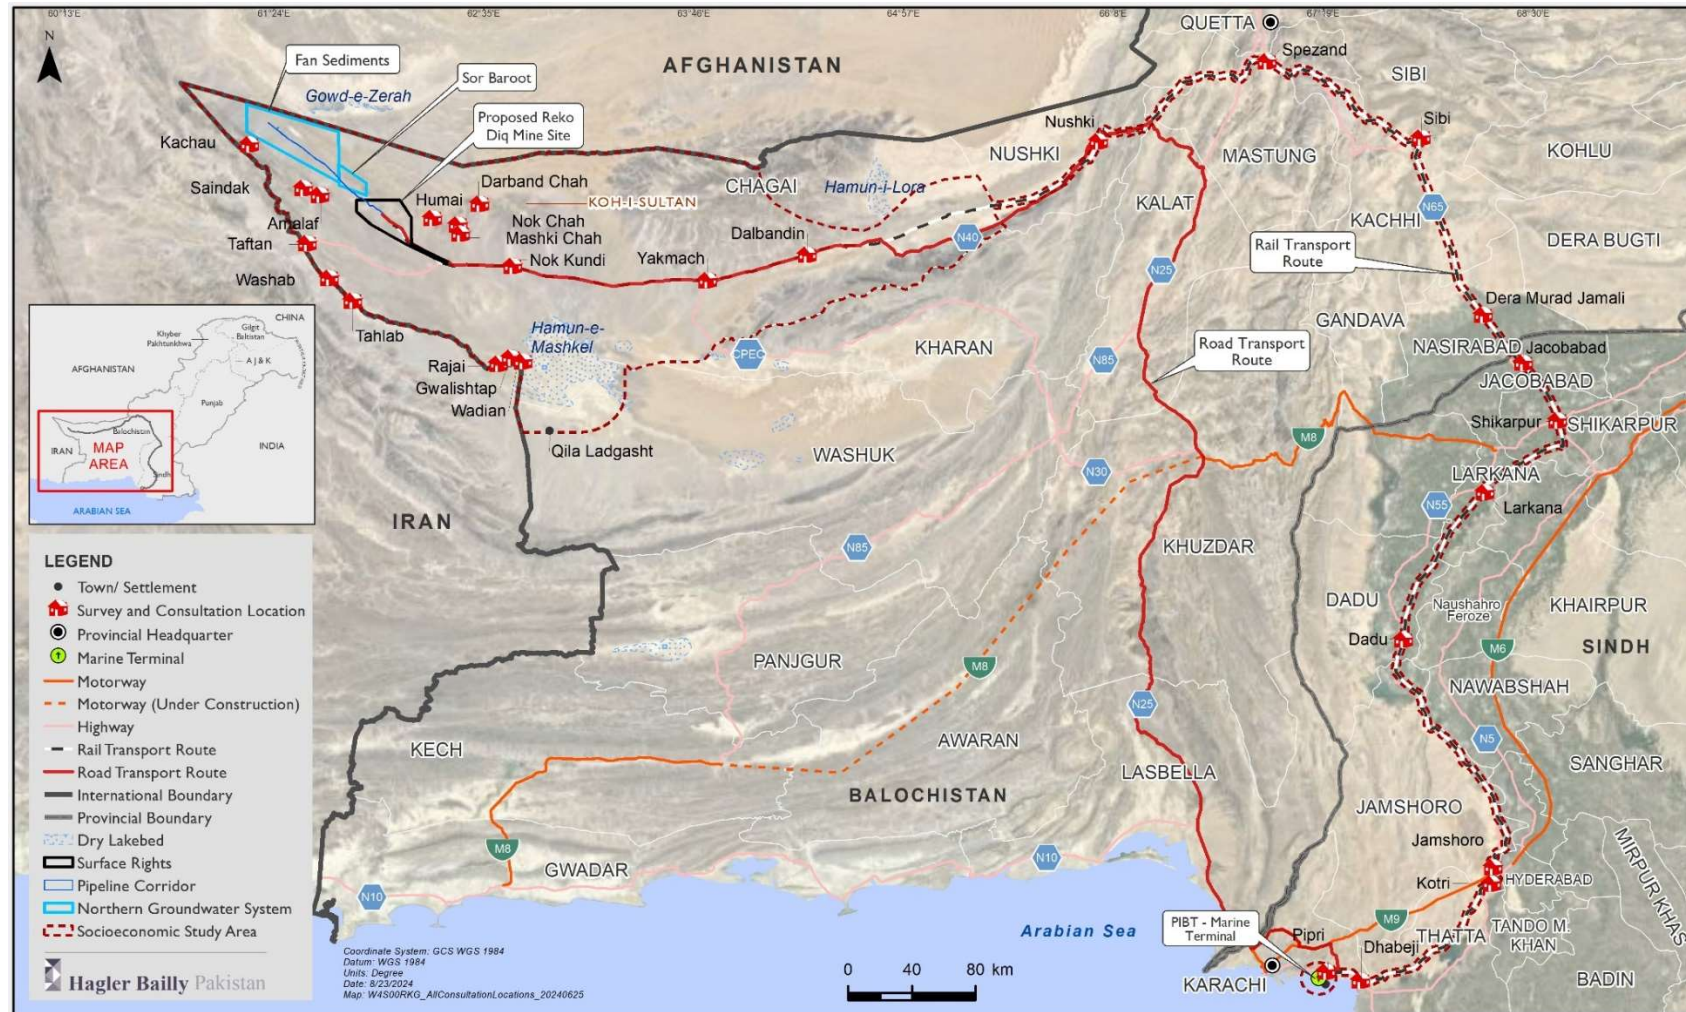 60°13'E
61°24'E
62°35'E
63°46'E
64°57'E
66°8'E
67°19'E
68°30'E
N
QUETTA
Spezand
Fan Sediments
AFGHANISTAN
SIBI
Sor Baroot
Gowd-e-Zerah
Proposed Reko
Diq Mine Site
Nushki
Sibi
Kachau
NUSHKI
MASTUNG
KOHLU
Saindak
Darband Chah
CHAGAI
Hamun-i-Lora
Humai
KOH-I-SULTAN
KALAT
N65
Amalaf
Nok Chah
KACHHI
Taftan
Mashki Chah
Dalbandin
N40
Rail Transport
Route
DERA BUGTI
Washab
Nok Kundi
Yakmach
N25
Dera Murad Jamali
Tahlab
Hamun-e-
Mashkel
GANDAVA
NASIRABAD
Jacobabad
Rajai
CPEC
KHARAN
N85
Road Transport
Route
JACOBABAD
Gwalishtap
Wadian
Shikarpur
SHIKARPUR
Qila Ladgasht
WASHUK
M8
N30
LARKANA
Larkana
N55
IRAN
N85
KHUZDAR
DADU
Naushahro
Feroze
KHAIRPUR
Dadu
M6
SINDH
PANJGUR
M8
NAWABSHAH
N25
N5
KECH
AWARAN
LASBELLA
SANGHAR
BALOCHISTAN
JAMSHORO
MIRPUR KHAS
M8
Jamshoro
GWADAR
N10
Kotri
HYDERABAD
N10
PIBT - Marine
Terminal
M9
TANDO M.
KHAN
Arabian Sea
Pipri
THATTA
Dhabeji
KARACHI
BADIN
0 40 80 km
CHINA
Khyber
Pakhtunkhwa
Gilgit
Baltistan
AJ & K
AFGHANISTAN
Punjab
Balochistan
IRAN
MAP
AREA
INDIA
Sindh
ARABIAN SEA
LEGEND
Town/ Settlement
Survey and Consultation Location
Provincial Headquarter
Marine Terminal
Motorway
Motorway (Under Construction)
Highway
Rail Transport Route
Road Transport Route
International Boundary
Provincial Boundary
Dry Lakebed
Surface Rights
Pipeline Corridor
Northern Groundwater System
Socioeconomic Study Area
Hagler Bailly Pakistan
Coordinate System: GCS WGS 1984
Datum: WGS 1984
Units: Degree
Date: 8/23/2024
Map: W4S00RKG_AllConsultationLocations_20240625